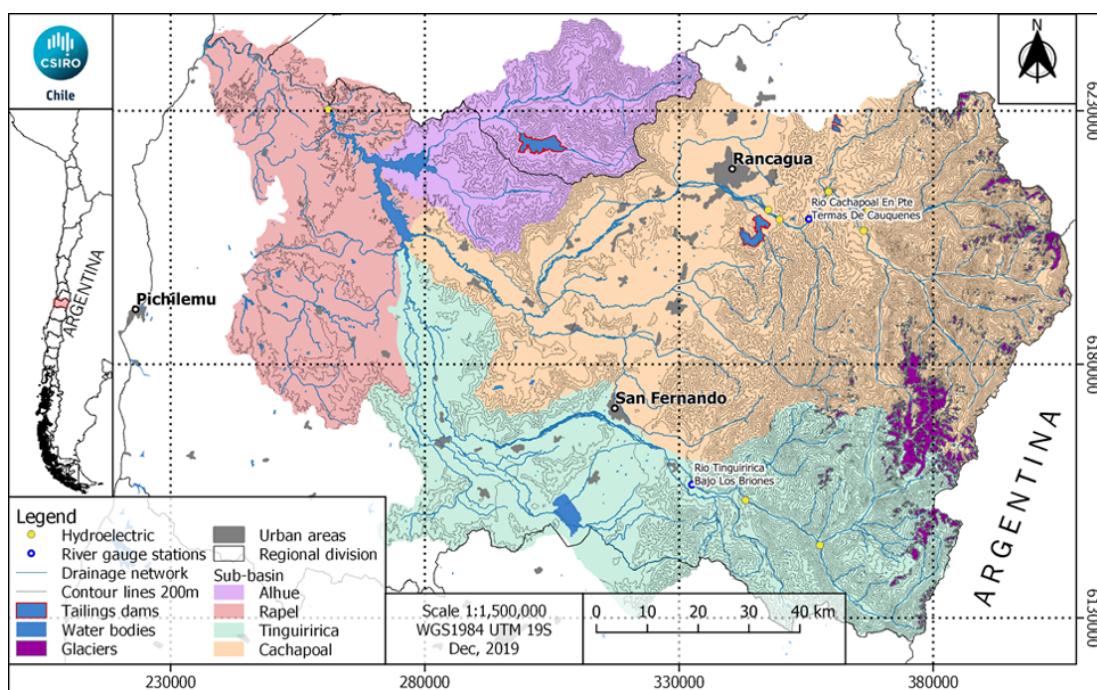 CSIRO
Chile
N
ARGENTINA
Pichilemu
Rancagua
Rio Cachapoal En Pte
Termas De Cauquenes
San Fernando
Rio Tinguiririca
Bajo Los Briones
ARGENTINA
6230000
6180000
6130000
Legend
Hydroelectric
River gauge stations
Drainage network
Contour lines 200m
Tailings dams
Water bodies
Glaciers
Urban areas
Regional division
Sub-basin
Alhue
Rapel
Tinguiririca
Cachapoal
Scale 1:1,500,000
WGS1984 UTM 19S
Dec, 2019
0 10 20 30 40 km
230000 280000 330000 380000